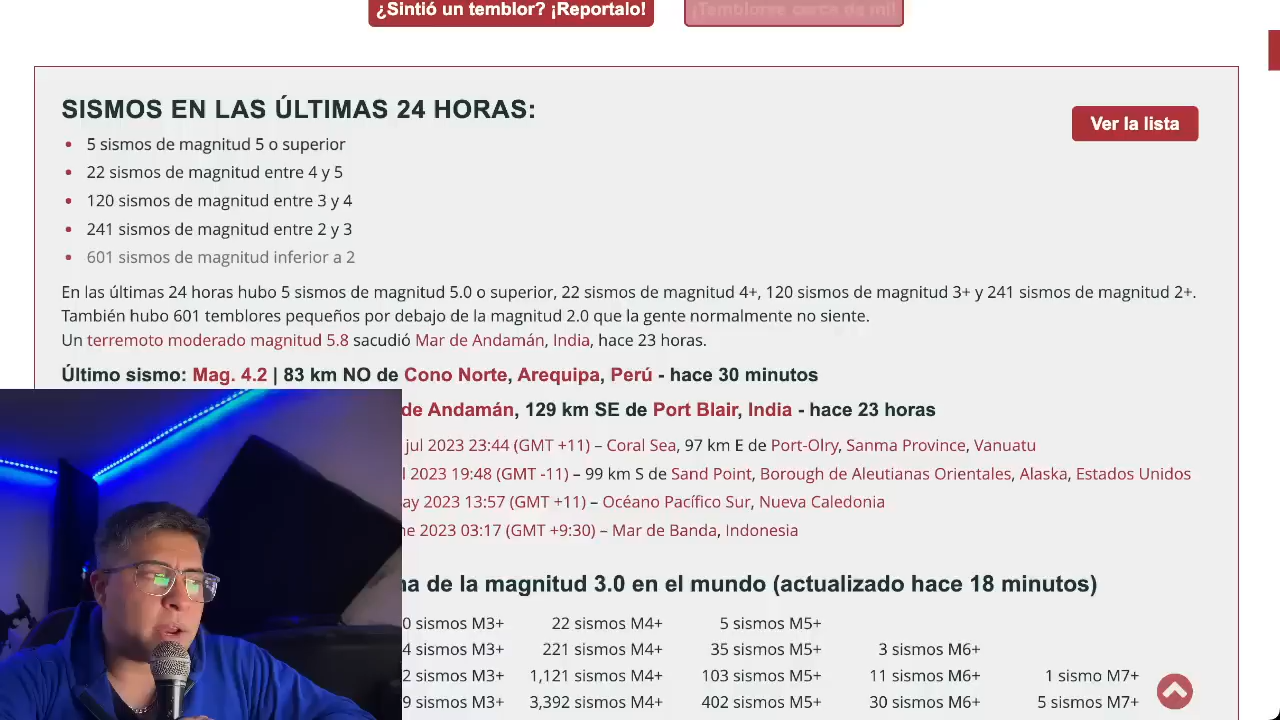 ¿Sintió un temblor? ¡Reportalo!
¡Temblores cerca de mi!
SISMOS EN LAS ÚLTIMAS 24 HORAS:
Ver la lista
5 sismos de magnitud 5 o superior
22 sismos de magnitud entre 4 y 5
120 sismos de magnitud entre 3 y 4
241 sismos de magnitud entre 2 y 3
601 sismos de magnitud inferior a 2
En las últimas 24 horas hubo 5 sismos de magnitud 5.0 o superior, 22 sismos de magnitud 4+, 120 sismos de magnitud 3+ y 241 sismos de magnitud 2+.
También hubo 601 temblores pequeños por debajo de la magnitud 2.0 que la gente normalmente no siente.
Un terremoto moderado magnitud 5.8 sacudió Mar de Andamán, India, hace 23 horas.
Último sismo: Mag. 4.2 | 83 km NO de Cono Norte, Arequipa, Perú - hace 30 minutos
de Andamán, 129 km SE de Port Blair, India - hace 23 horas
jul 2023 23:44 (GMT +11) – Coral Sea, 97 km E de Port-Olry, Sanma Province, Vanuatu
2023 19:48 (GMT -11) – 99 km S de Sand Point, Borough de Aleutianas Orientales, Alaska, Estados Unidos
ay 2023 13:57 (GMT +11) – Océano Pacífico Sur, Nueva Caledonia
ne 2023 03:17 (GMT +9:30) – Mar de Banda, Indonesia
de la magnitud 3.0 en el mundo (actualizado hace 18 minutos)
0 sismos M3+ 22 sismos M4+ 5 sismos M5+
4 sismos M3+ 221 sismos M4+ 35 sismos M5+ 3 sismos M6+
2 sismos M3+ 1,121 sismos M4+ 103 sismos M5+ 11 sismos M6+ 1 sismo M7+
9 sismos M3+ 3,392 sismos M4+ 402 sismos M5+ 30 sismos M6+ 5 sismos M7+